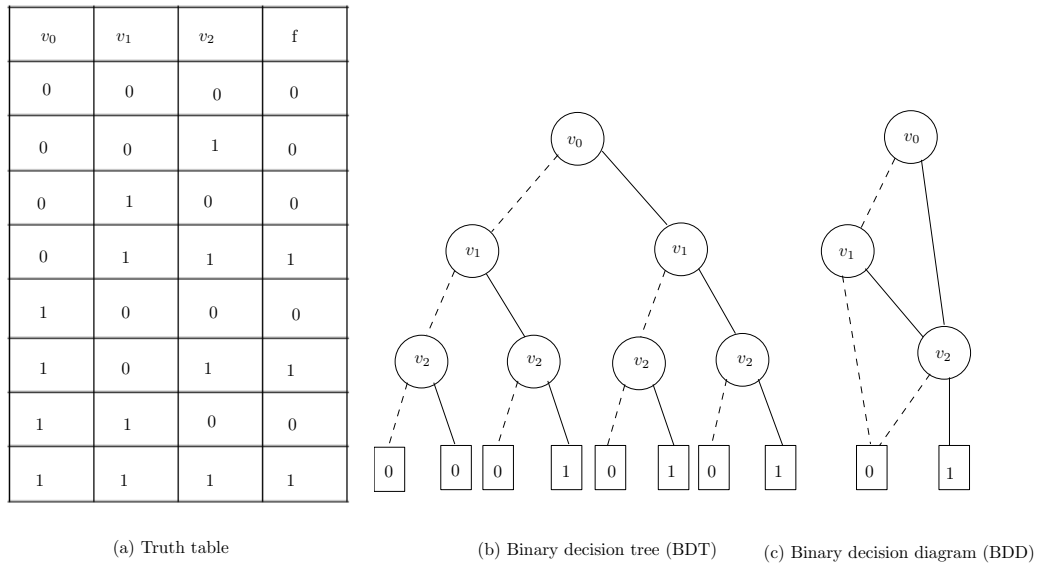 v₀ v₁ v₂ f
0 0 0 0
0 0 1 0
0 1 0 0
0 1 1 1
1 0 0 0
1 0 1 1
1 1 0 0
1 1 1 1
(a) Truth table
v₀
v₁ v₁
v₂ v₂ v₂ v₂
0 0 0 1 0 1 0 1
(b) Binary decision tree (BDT)
v₀
v₁
v₂
0 1
(c) Binary decision diagram (BDD)